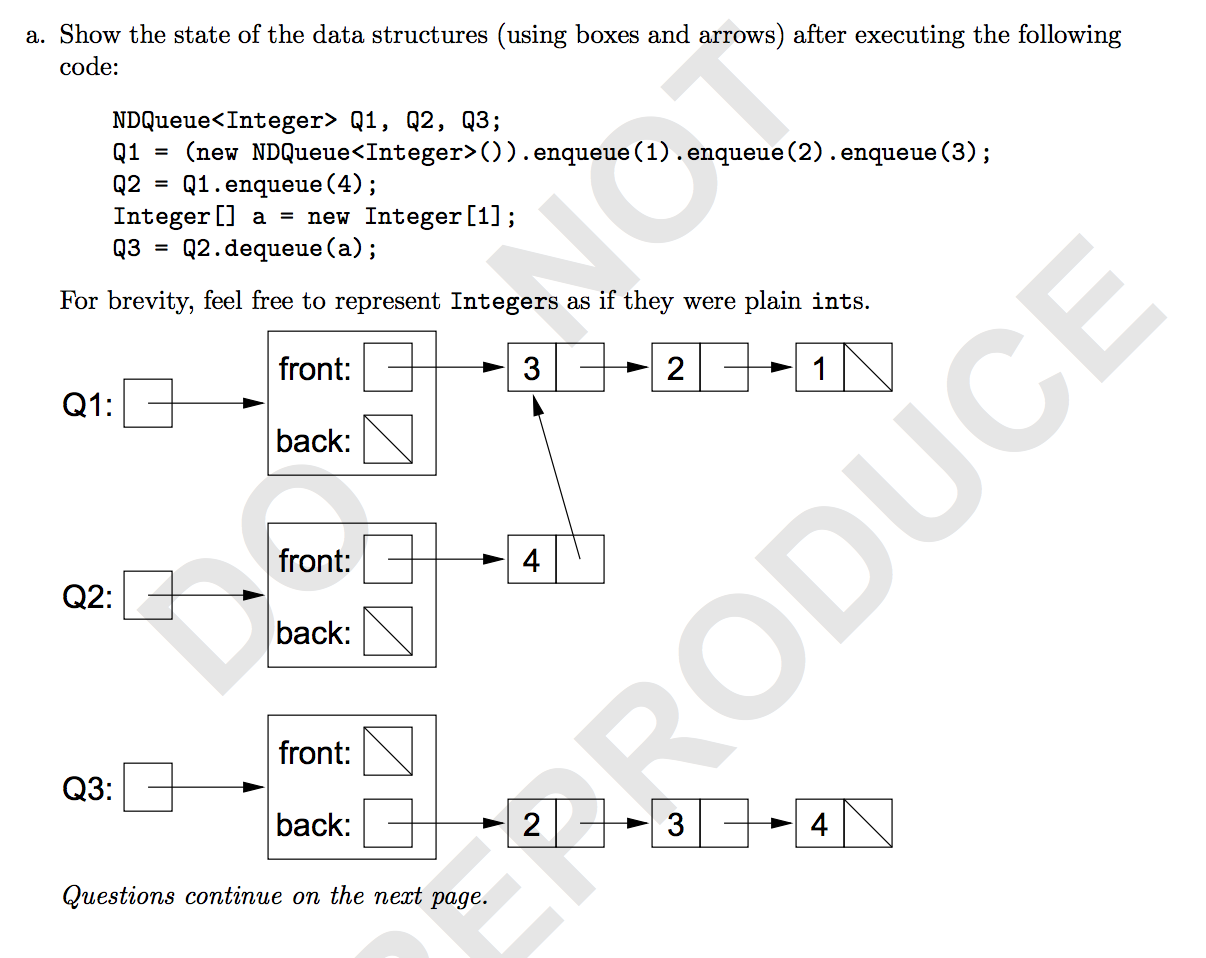 a. Show the state of the data structures (using boxes and arrows) after executing the following
code:
NDQueue<Integer> Q1, Q2, Q3;
Q1 = (new NDQueue<Integer>()).enqueue(1).enqueue(2).enqueue(3);
Q2 = Q1.enqueue(4);
Integer[] a = new Integer[1];
Q3 = Q2.dequeue(a);
For brevity, feel free to represent Integers as if they were plain ints.
Q1:
front:
3 2 1
back:
Q2:
front:
4
back:
Q3:
front:
back:
2 3 4
Questions continue on the next page.
DO NOT
REPRODUCE